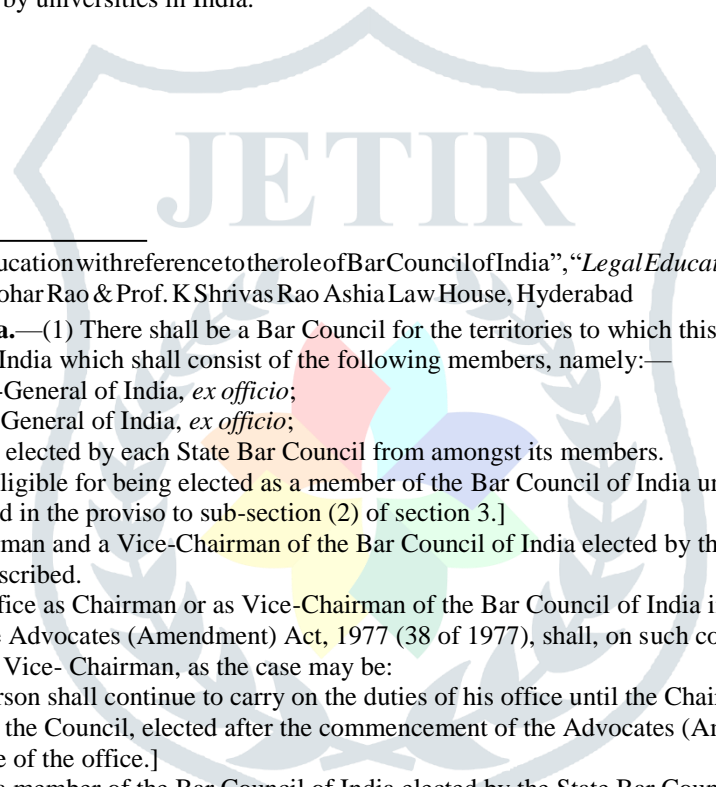 by universities in India.
JETIR
ucationwithreferencetotheroleofBarCouncilofIndia”,“LegalEducat
oharRao&Prof.KShrivasRaoAshiaLawHouse,Hyderabad
a.—(1) There shall be a Bar Council for the territories to which this
India which shall consist of the following members, namely:—
-General of India, ex officio;
General of India, ex officio;
elected by each State Bar Council from amongst its members.
ligible for being elected as a member of the Bar Council of India un
d in the proviso to sub-section (2) of section 3.]
man and a Vice-Chairman of the Bar Council of India elected by th
scribed.
ffice as Chairman or as Vice-Chairman of the Bar Council of India i
e Advocates (Amendment) Act, 1977 (38 of 1977), shall, on such co
Vice- Chairman, as the case may be:
rson shall continue to carry on the duties of his office until the Chai
the Council, elected after the commencement of the Advocates (A
e of the office.]
a member of the Bar Council of India elected by the State Bar Coun